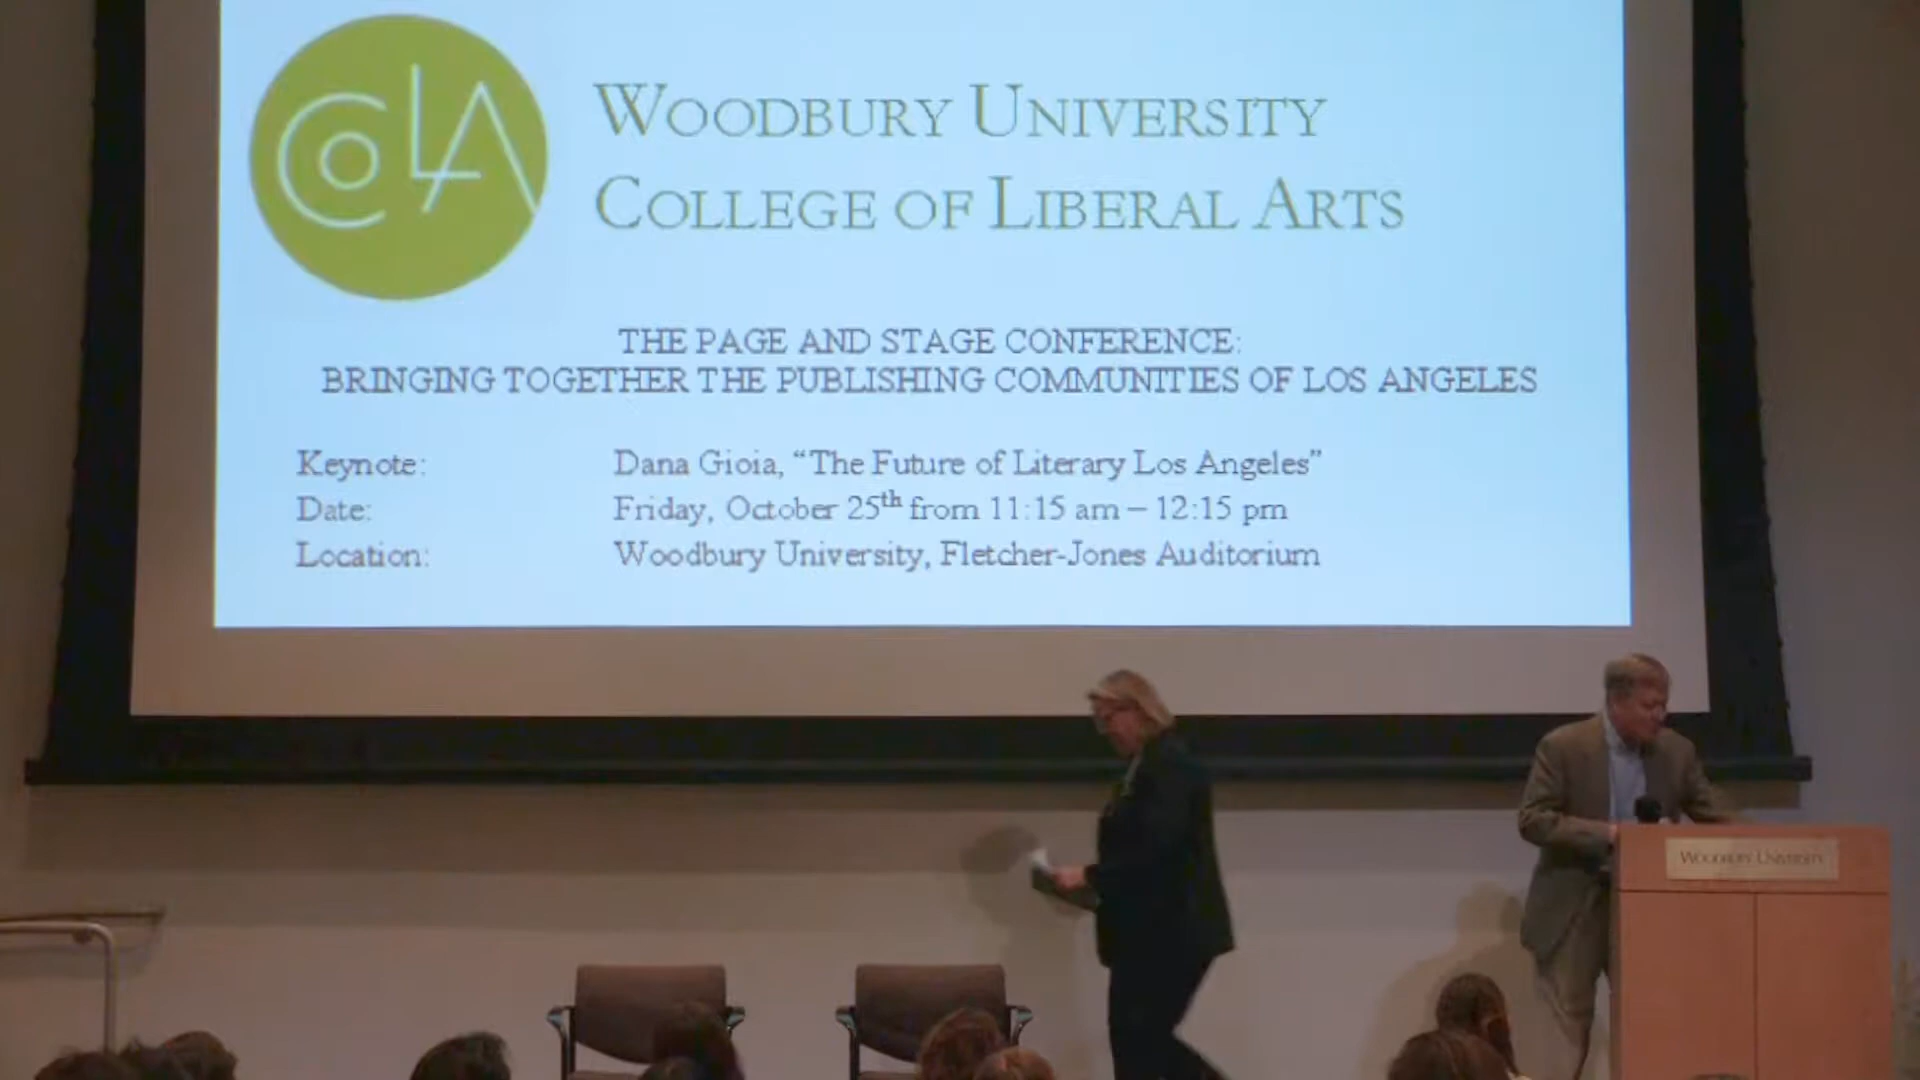 COLA
WOODBURY UNIVERSITY
COLLEGE OF LIBERAL ARTS
THE PAGE AND STAGE CONFERENCE:
BRINGING TOGETHER THE PUBLISHING COMMUNITIES OF LOS ANGELES
Keynote: Dana Gioia, “The Future of Literary Los Angeles”
Date: Friday, October 25th from 11:15 am – 12:15 pm
Location: Woodbury University, Fletcher-Jones Auditorium
WOODBURY UNIVERSITY